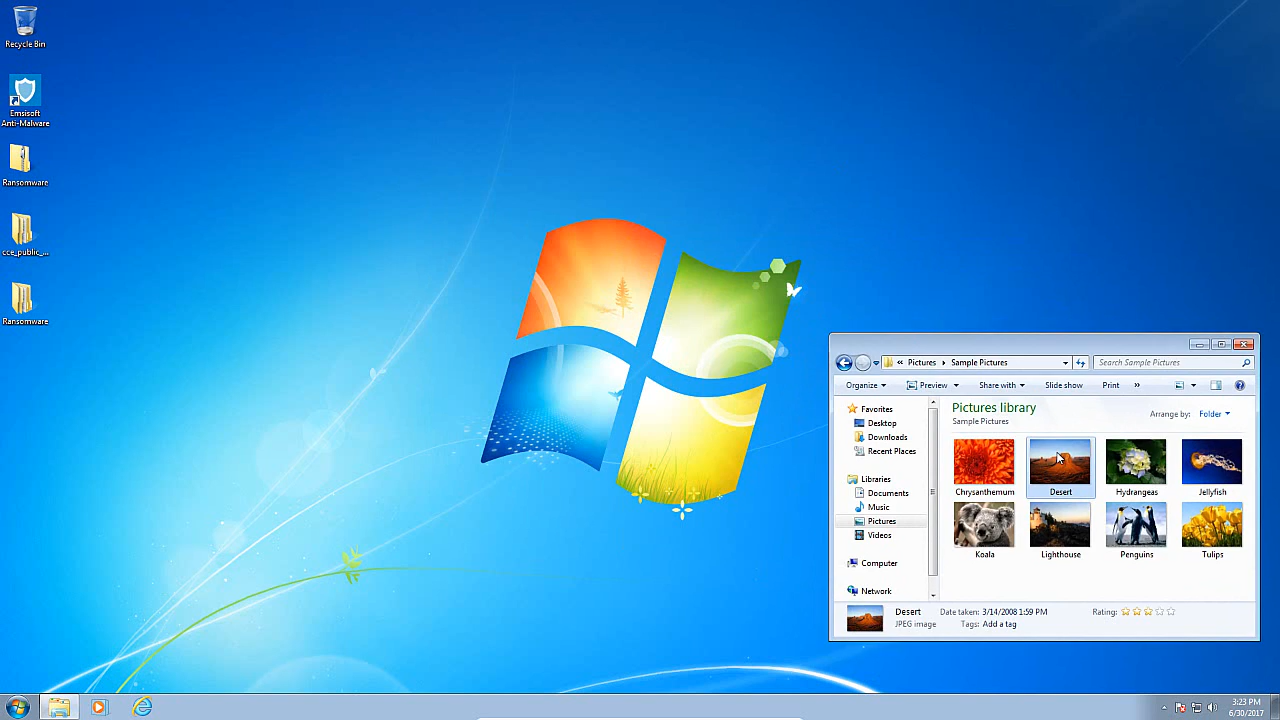 Recycle Bin
Emsisoft
Anti-Malware
Ransomware
cce_public_...
Ransomware
« Pictures Sample Pictures
Search Sample Pictures
Organize Preview Share with Slide show Print »
Favorites
Desktop
Downloads
Recent Places
Libraries
Documents
Music
Pictures
Videos
Computer
Network
Pictures library
Sample Pictures
Arrange by: Folder
Chrysanthemum Desert Hydrangeas Jellyfish
Koala Lighthouse Penguins Tulips
Desert Date taken: 3/14/2008 1:59 PM Rating:
JPEG image Tags: Add a tag
3:23 PM
6/30/2017